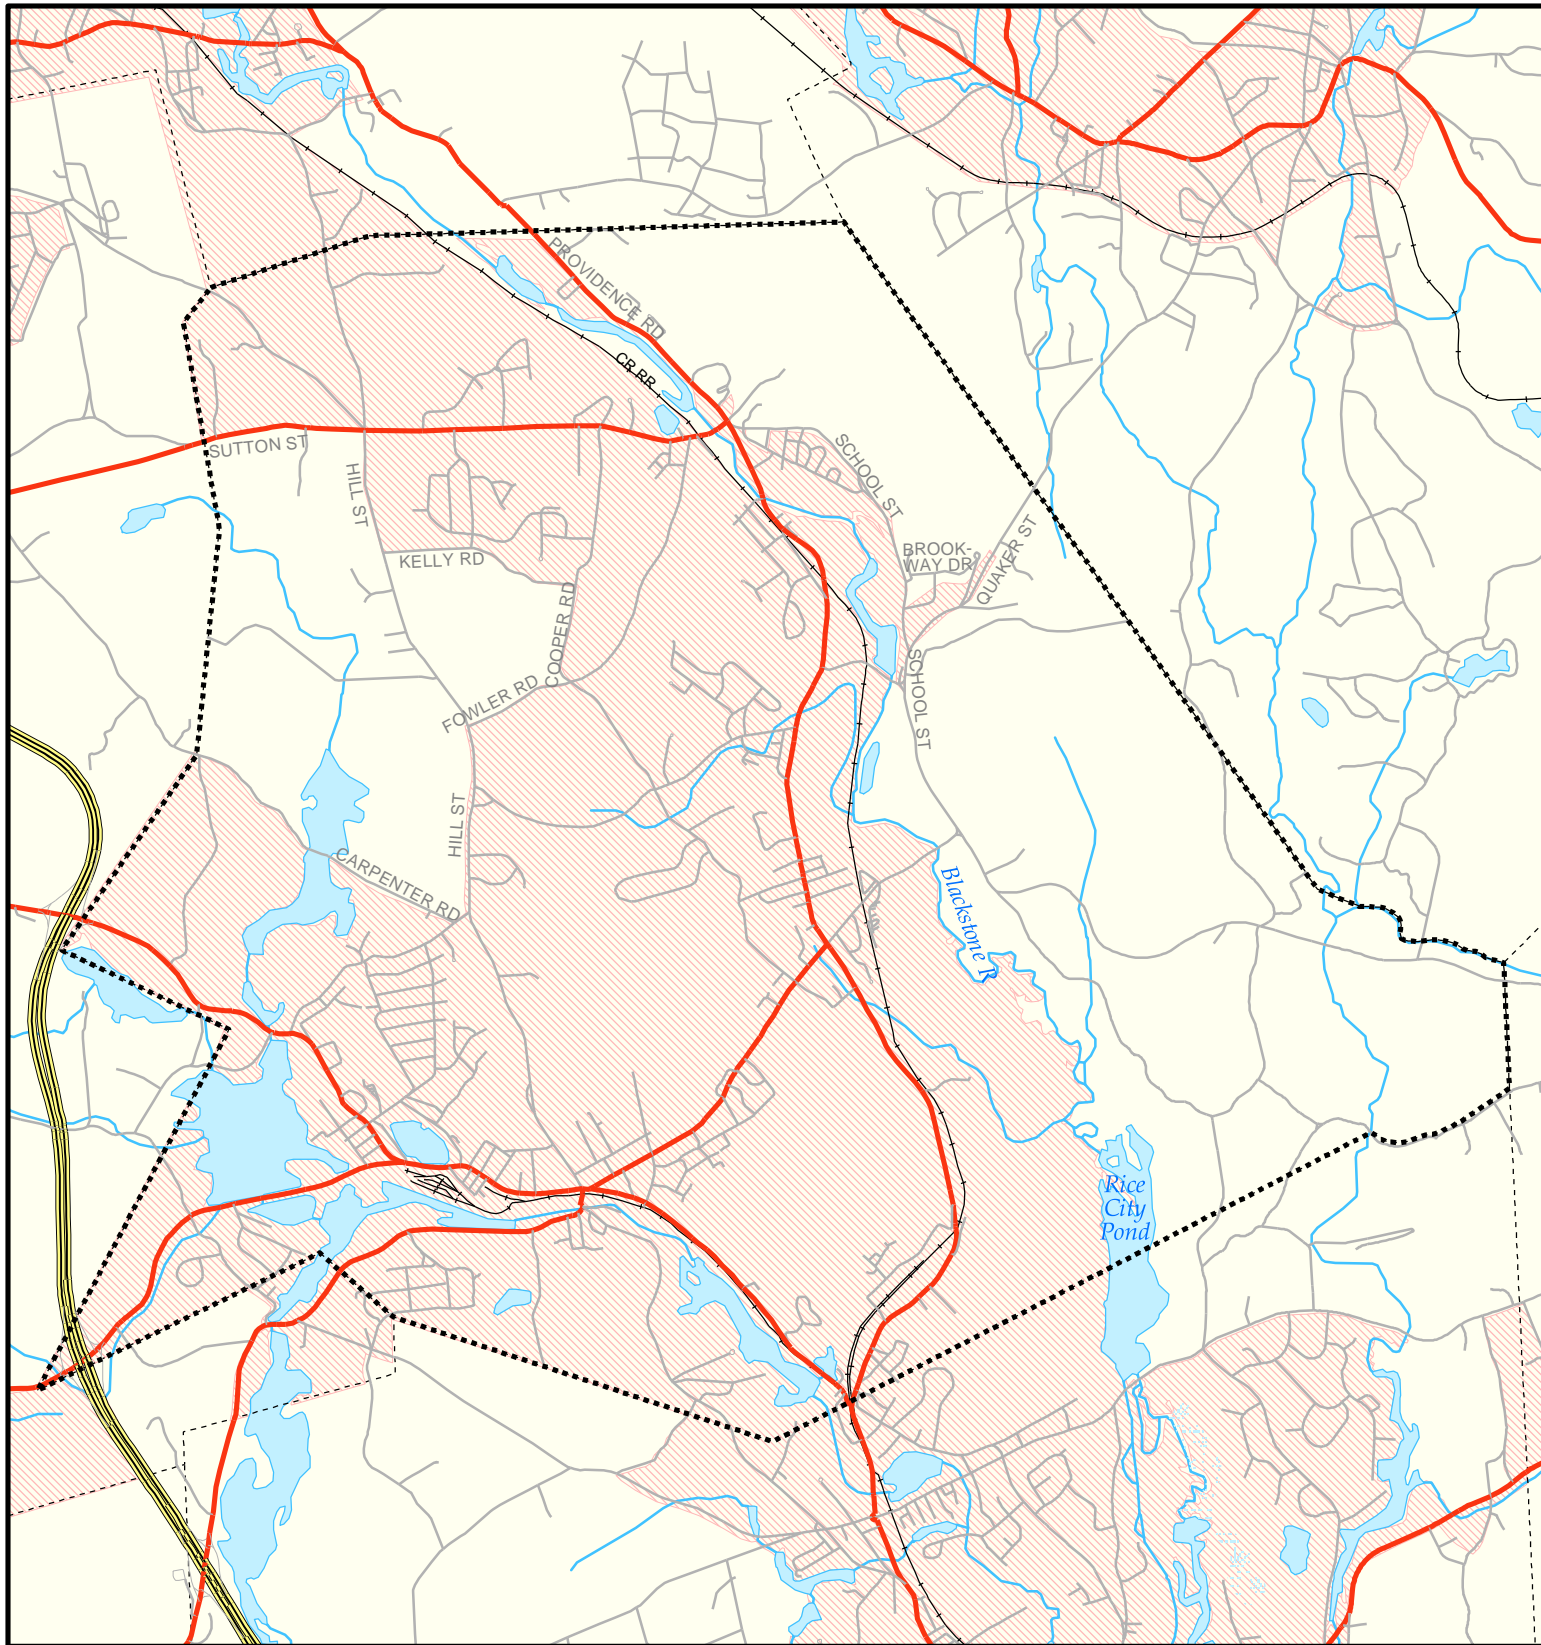 PROVIDENCE RD
CR RR
SUTTON ST
HILL ST
SCHOOL ST
KELLY RD
BROOK-
WAY DR
QUAKER ST
COOPER RD
FOWLER RD
SCHOOL ST
HILL ST
CARPENTER RD
Blackstone R
Rice
City
Pond